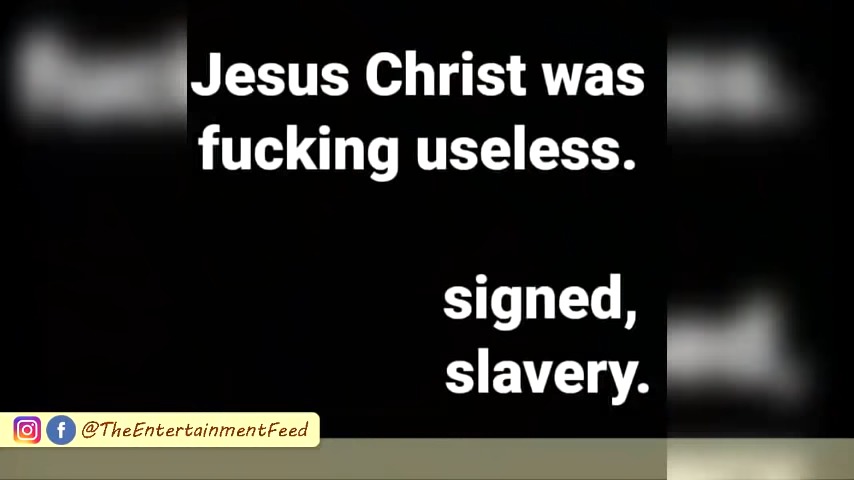 Jesus Christ was
fucking useless.
signed,
slavery.
@TheEntertainmentFeed